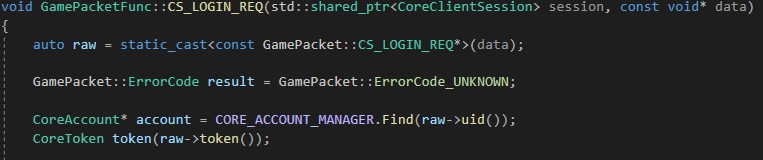 void GamePacketFunc::CS_LOGIN_REQ(std::shared_ptr<CoreClientSession> session, const void* data)
{
auto raw = static_cast<const GamePacket::CS_LOGIN_REQ*>(data);
GamePacket::ErrorCode result = GamePacket::ErrorCode_UNKNOWN;
CoreAccount* account = CORE_ACCOUNT_MANAGER.Find(raw->uid());
CoreToken token(raw->token());